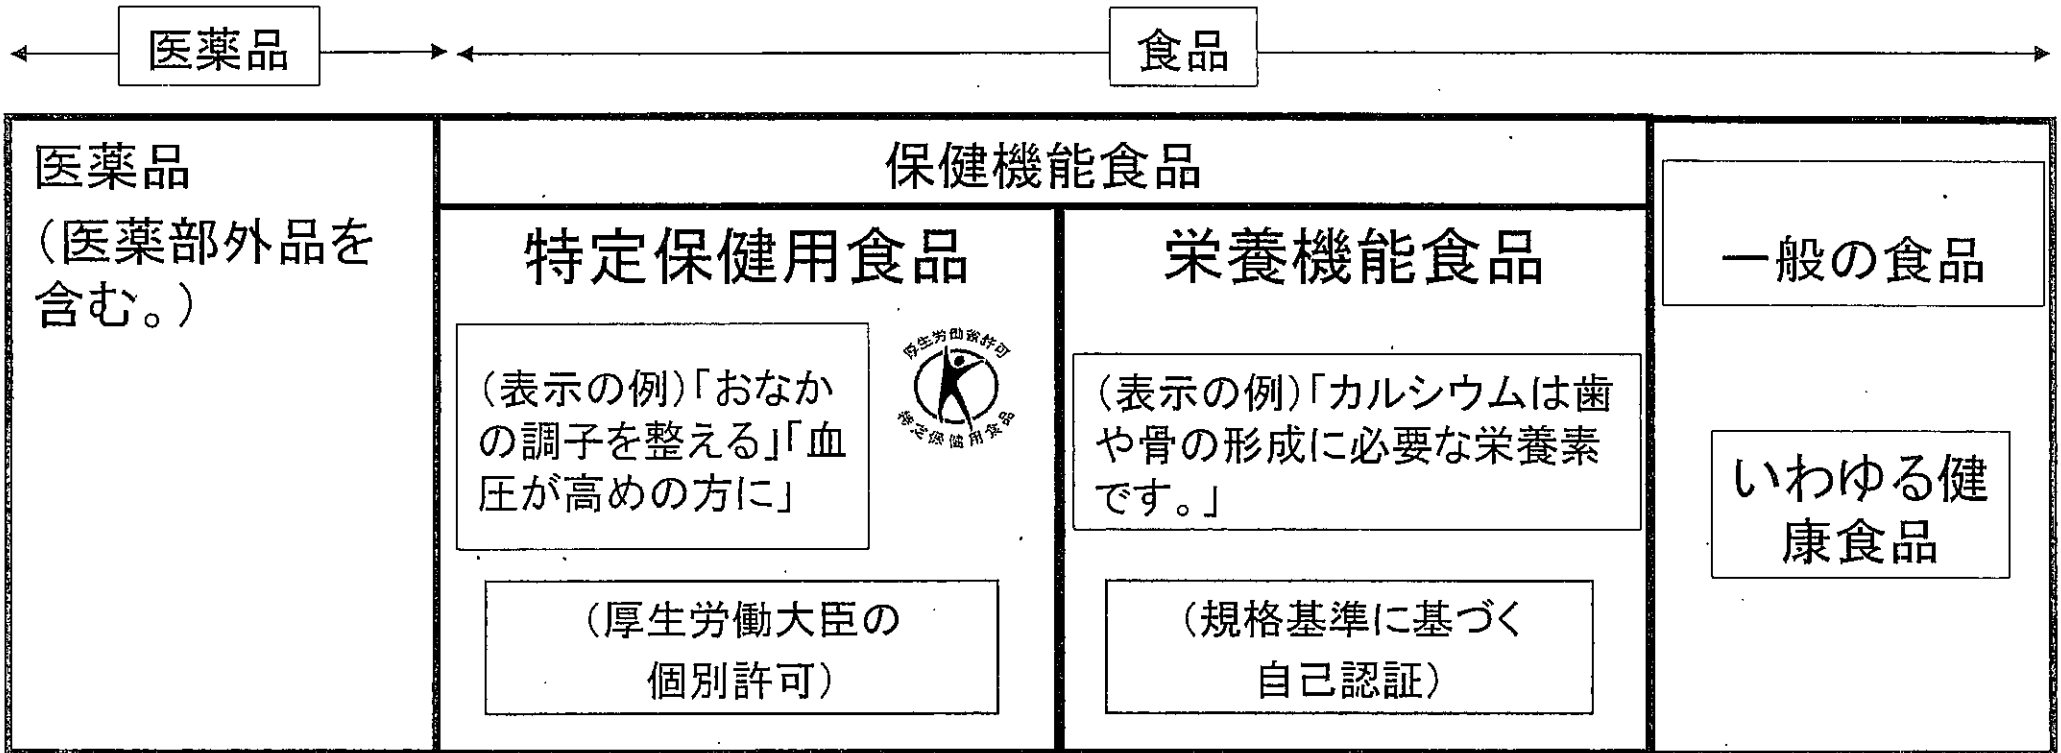 医薬品
食品
医薬品
(医薬部外品を
含む。)
保健機能食品
特定保健用食品
(表示の例)「おなか
の調子を整える」「血
圧が高めの方に」
厚生労働省許可
特定保健用食品
(厚生労働大臣の
個別許可)
栄養機能食品
(表示の例)「カルシウムは歯
や骨の形成に必要な栄養素
です。」
(規格基準に基づく
自己認証)
一般の食品
いわゆる健
康食品